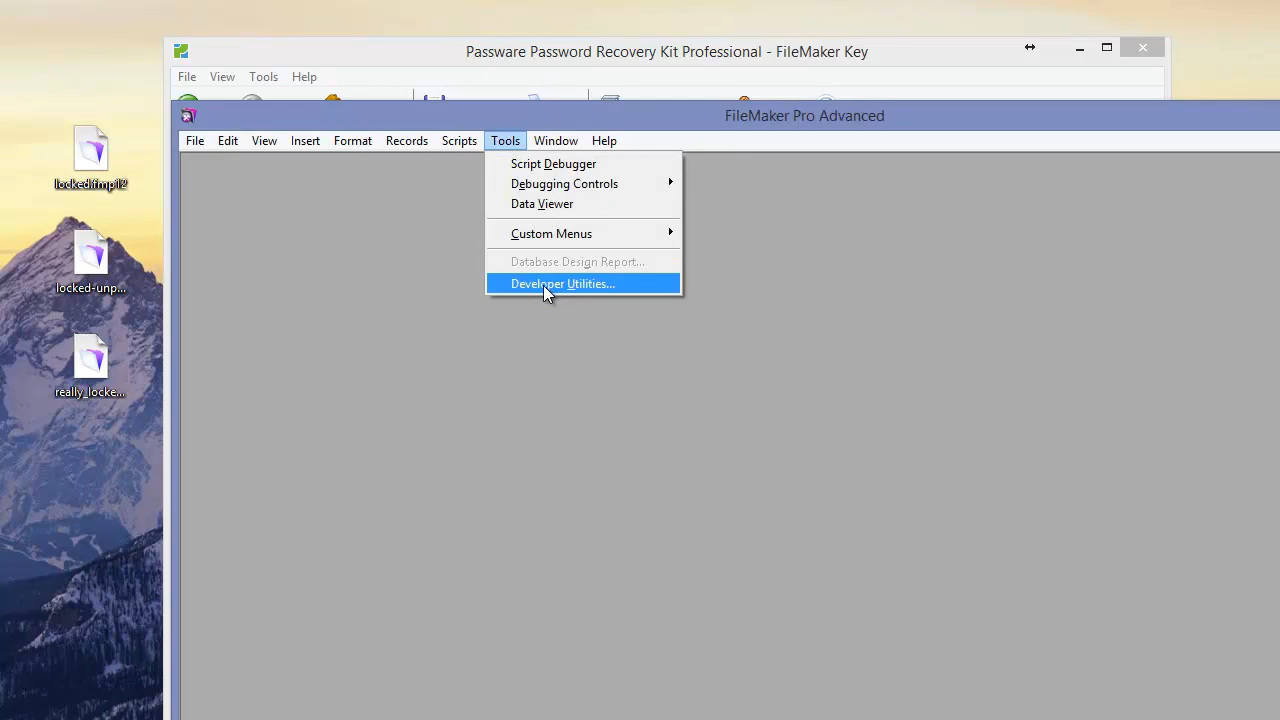 Passware Password Recovery Kit Professional - FileMaker Key
File View Tools Help
FileMaker Pro Advanced
File Edit View Insert Format Records Scripts Tools Window Help
Script Debugger
Debugging Controls
Data Viewer
Custom Menus
Database Design Report...
Developer Utilities...
locked.fmp12
locked-unp...
really_locke...